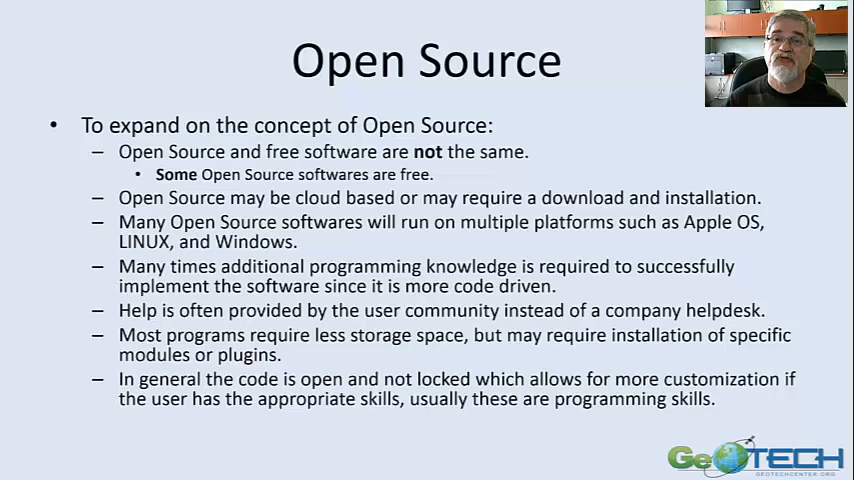 Open Source
• To expand on the concept of Open Source:
– Open Source and free software are not the same.
• Some Open Source softwares are free.
– Open Source may be cloud based or may require a download and installation.
– Many Open Source softwares will run on multiple platforms such as Apple OS,
LINUX, and Windows.
– Many times additional programming knowledge is required to successfully
implement the software since it is more code driven.
– Help is often provided by the user community instead of a company helpdesk.
– Most programs require less storage space, but may require installation of specific
modules or plugins.
– In general the code is open and not locked which allows for more customization if
the user has the appropriate skills, usually these are programming skills.
GeoTECH
GEOTECHCENTER.ORG